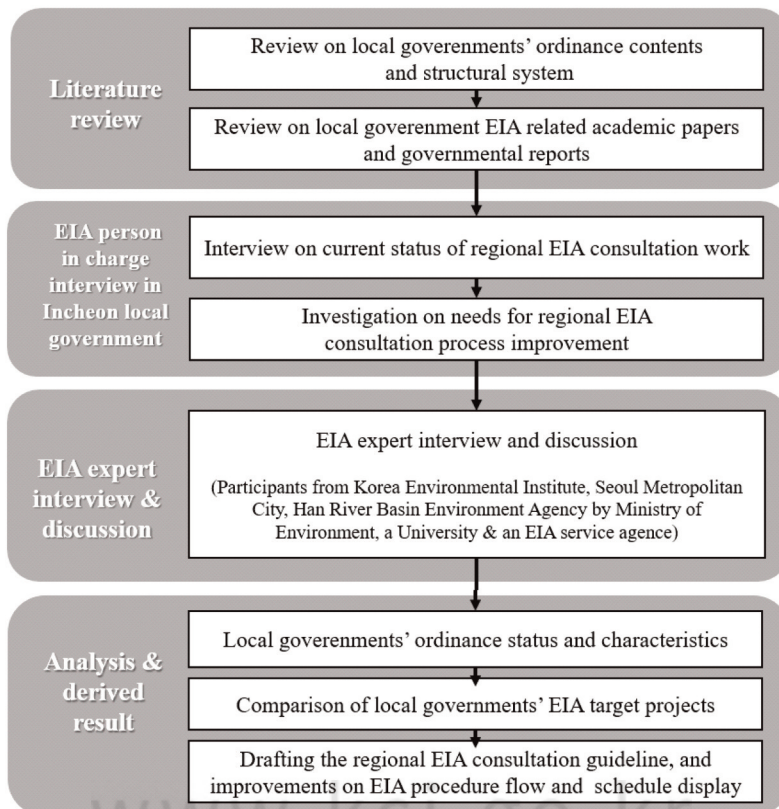 Literature
review
Review on local goverenments' ordinance contents
and structural system
Review on local goverenment EIA related academic papers
and governmental reports
EIA person
in charge
interview in
Incheon local
government
Interview on current status of regional EIA consultation work
Investigation on needs for regional EIA
consultation process improvement
EIA expert
interview &
discussion
EIA expert interview and discussion
(Participants from Korea Environmental Institute, Seoul Metropolitan
City, Han River Basin Environment Agency by Ministry of
Environment, a University & an EIA service agence)
Analysis &
derived
result
Local goverenments' ordinance status and characteristics
Comparison of local governments' EIA target projects
Drafting the regional EIA consultation guideline, and
improvements on EIA procedure flow and schedule display